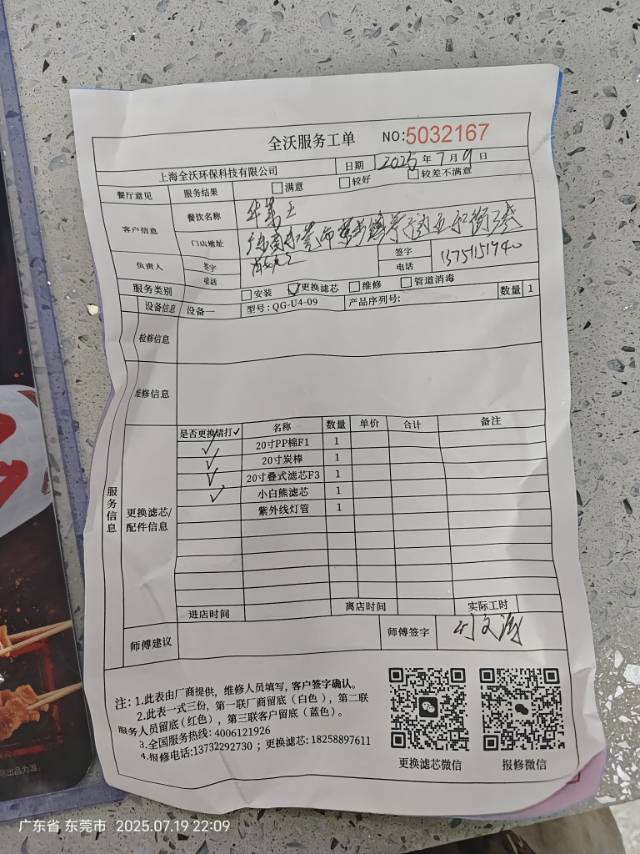 全沃服务工单 NO:5032167
上海全沃环保科技有限公司 日期 2025年7月9日
餐厅意见 服务结果 满意 较好 较差不满意
客户信息 餐饮名称 华莱士
门店地址
负责人 签字 签字
电话 电话 13751151940
服务类别 安装 更换滤芯 维修 管道消毒
设备信息 设备一 型号:QG-U4-09 产品序列号: 数量 1
检修信息
维修信息
服务信息
更换滤芯/配件信息
是否更换请打✓ 名称 数量 单价 合计 备注
✓ 20寸PP棉F1 1
✓ 20寸炭棒 1
✓ 20寸叠式滤芯F3 1
✓ 小白熊滤芯 1
紫外线灯管 1
进店时间 离店时间 实际工时
师傅建议 师傅签字
注:1.此表由厂商提供,维修人员填写,客户签字确认。
2.此表一式三份,第一联厂商留底(白色),第二联
服务人员留底(红色),第三联客户留底(蓝色)。
3.全国服务热线:4006121926
4.报修电话:13732292730;更换滤芯:18258897611
更换滤芯微信 报修微信
广东省 东莞市 2025.07.19 22:09